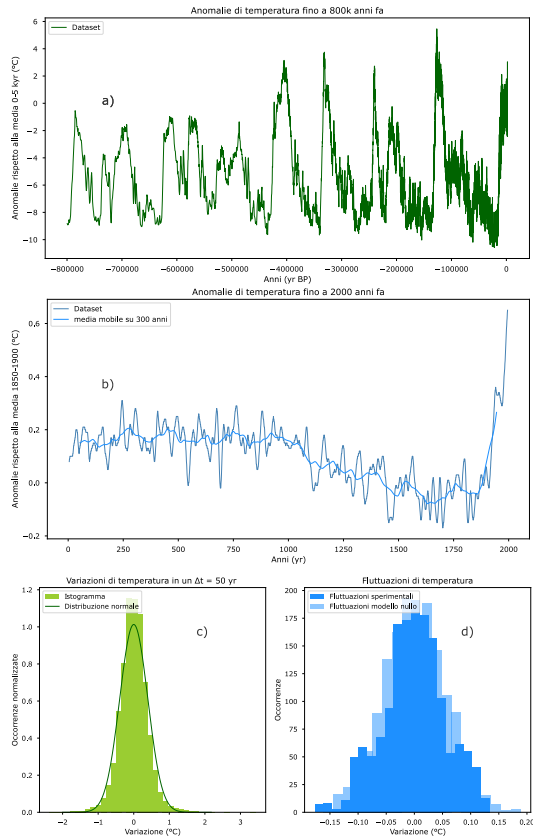 Anomalie di temperatura fino a 800k anni fa
Dataset
a)
Anomalie rispetto alla media 0-5 kyr (°C)
6
4
2
0
−2
−4
−6
−8
−10
−800000 −700000 −600000 −500000 −400000 −300000 −200000 −100000 0
Anni (yr BP)
Anomalie di temperatura fino a 2000 anni fa
Dataset
media mobile su 300 anni
b)
Anomalie rispetto alla media 1850-1900 (°C)
0,6
0.4
0.2
0.0
−0.2
0 250 500 750 1000 1250 1500 1750 2000
Anni (yr)
Variazioni di temperatura in un Δt = 50 yr
Istogramma
Distribuzione normale
c)
Occorrenze normalizzate
1.2
1.0
0.8
0.6
0.4
0.2
0.0
−2 −1 0 1 2 3
Variazione (°C)
Fluttuazioni di temperatura
Fluttuazioni sperimentali
Fluttuazioni modello nullo
d)
Occorrenze
200
175
150
125
100
75
50
25
0
−0.15 −0.10 −0.05 0.00 0.05 0.10 0.15 0.20
Variazione (°C)